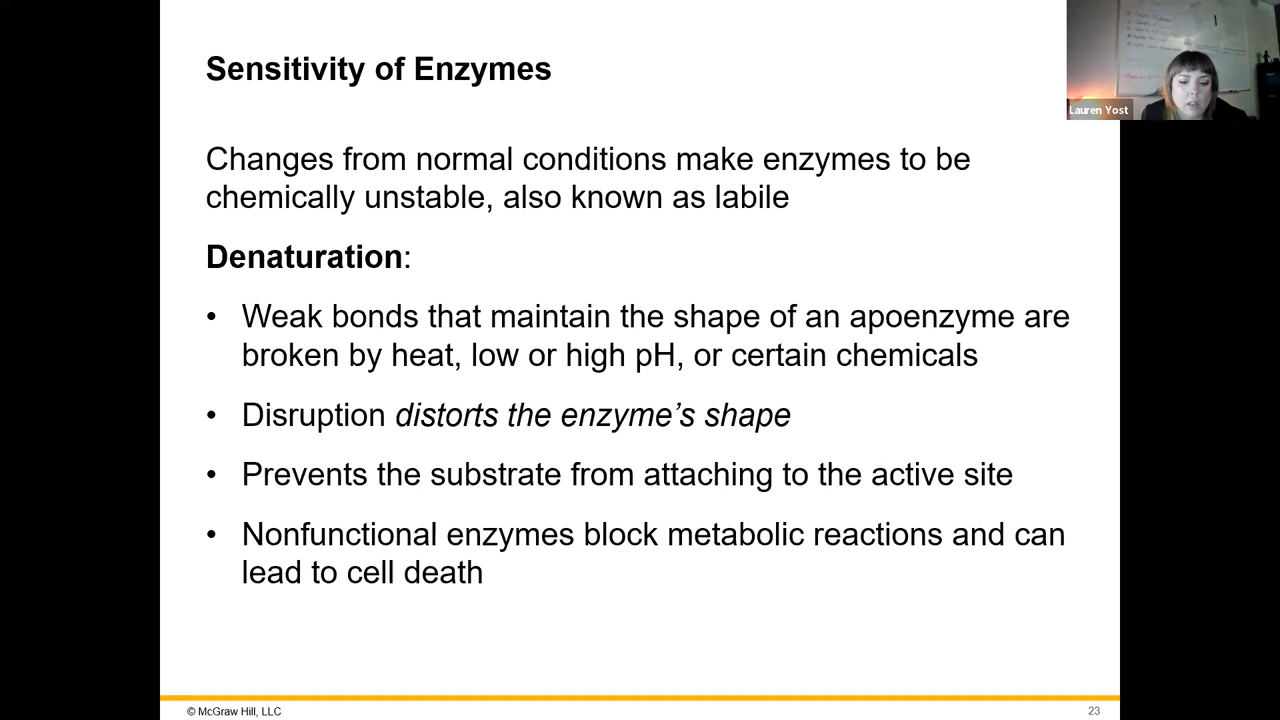 Sensitivity of Enzymes
Lauren Yost
Changes from normal conditions make enzymes to be
chemically unstable, also known as labile
Denaturation:
• Weak bonds that maintain the shape of an apoenzyme are
broken by heat, low or high pH, or certain chemicals
• Disruption distorts the enzyme’s shape
• Prevents the substrate from attaching to the active site
• Nonfunctional enzymes block metabolic reactions and can
lead to cell death
© McGraw Hill, LLC
23